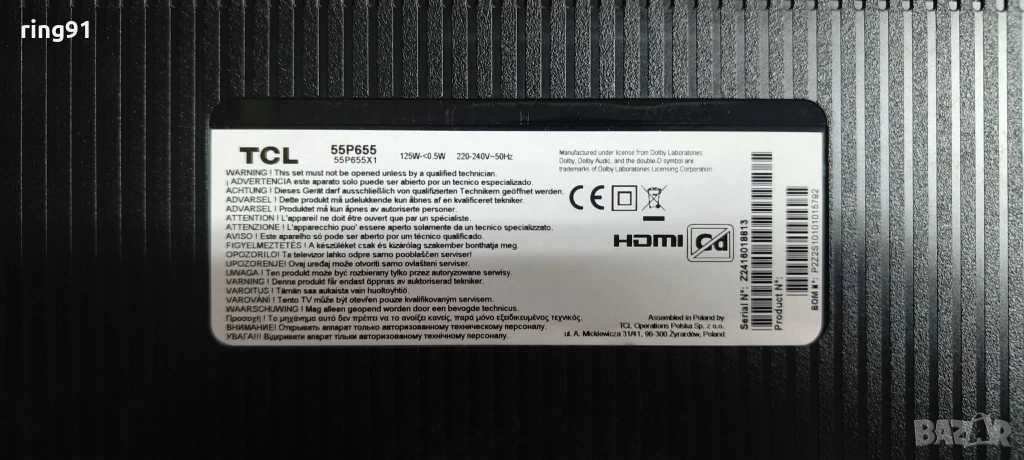 ring91
TCL
55P655
55P655X1
125W-<0.5W 220-240V~50Hz
Manufactured under license from Dolby Laboratories.
Dolby, Dolby Audio, and the double-D symbol are
trademarks of Dolby Laboratories Licensing Corporation.
WARNING ! This set must not be opened unless by a qualified technician.
¡ ADVERTENCIA este aparato solo puede ser abierto por un tecnico especializado.
ACHTUNG ! Dieses Gerät darf ausschließlich von qualifizierten Technikern geöffnet werden.
ADVARSEL ! Dette produkt må udelukkende kun åbnes af en kvalificeret tekniker.
ADVARSEL ! Produktet må kun åpnes av autoriserte personer.
ATTENTION ! L'appareil ne doit être ouvert que par un spécialiste.
ATTENZIONE ! L'apparecchio puo' essere aperto solamente da un tecnico specializzato.
AVISO ! Este aparelho só pode ser aberto por um técnico qualificado.
FIGYELMEZTETÉS ! A készüléket csak és kizárólag szakember bonthatja meg.
OPOZORILO! Ta televizor lahko odpre samo pooblaščen serviser!
UPOZORENJE! Ovaj uređaj može otvoriti samo ovlašteni serviser.
UWAGA ! Ten produkt może być rozbierany tylko przez autoryzowane serwisy.
VARNING ! Denna produkt får endast öppnas av auktoriserad tekniker.
VAROITUS ! Tämän saa aukaista vain huoltoyhtiö.
VAROVÁNÍ ! Tento TV může být otevřen pouze kvalifikovaným servisem.
WAARSCHUWING ! Mag alleen geopend worden door een bevoegde technicus.
Προσοχή ! Το μηχάνημα αυτό δεν πρέπει να το ανοίξει κανείς, παρά μόνο εξειδικευμένος τεχνικός.
ВНИМАНИЕ! Открывать аппарат только авторизованному техническому персоналу.
УВАГА!!! Відкривати апарат тільки авторизованому технічному персоналу.
CE
HDMI
Assembled in Poland by
TCL Operations Polska Sp. z o.o.
ul. A. Mickiewicza 31/41, 96-300 Żyrardów, Poland
Serial N°: Z2416018813
Product N°:
BOM N°: P2Z2S10101015792
BAZAR